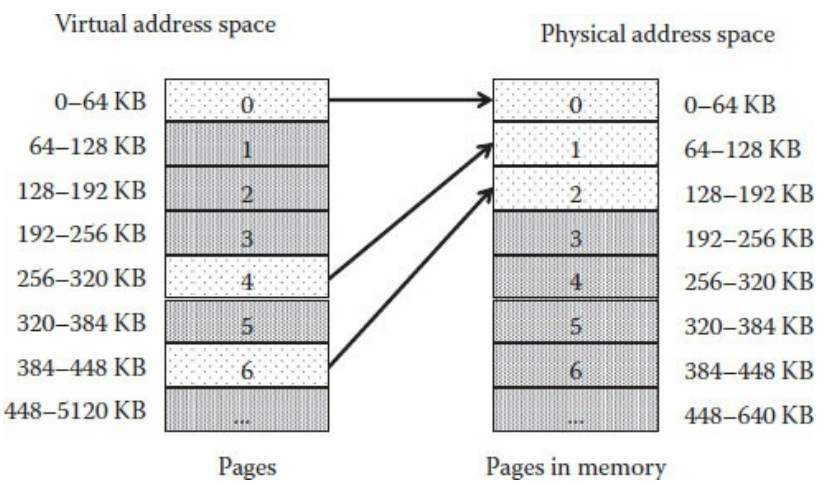 Virtual address space
Physical address space
0–64 KB 0 0 0–64 KB
64–128 KB 1 1 64–128 KB
128–192 KB 2 2 128–192 KB
192–256 KB 3 3 192–256 KB
256–320 KB 4 4 256–320 KB
320–384 KB 5 5 320–384 KB
384–448 KB 6 6 384–448 KB
448–5120 KB ... ... 448–640 KB
Pages Pages in memory